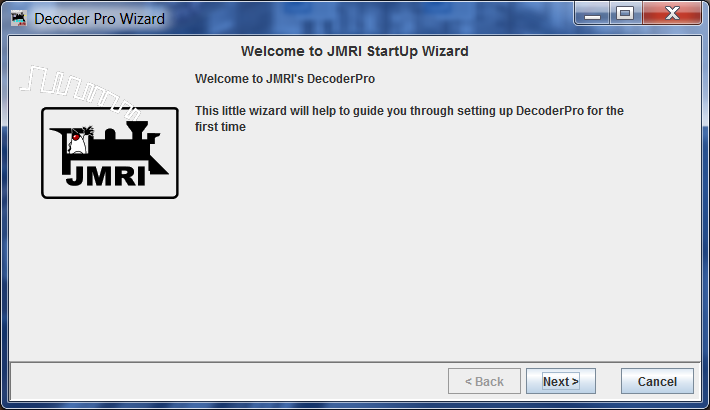 Decoder Pro Wizard
Welcome to JMRI StartUp Wizard
Welcome to JMRI's DecoderPro
This little wizard will help to guide you through setting up DecoderPro for the
first time
JMRI
< Back
Next >
Cancel